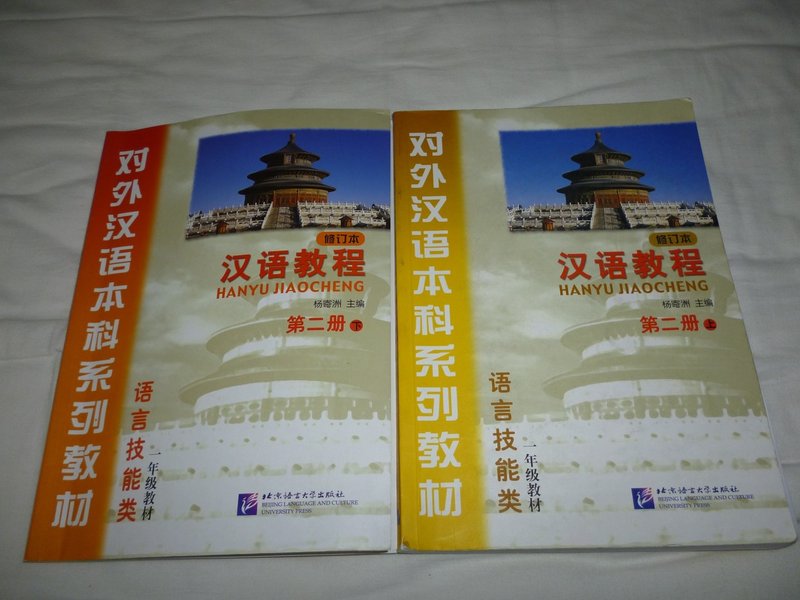 对外汉语本科系列教材
修订本
汉语教程
HANYU JIAOCHENG
杨寄洲 主编
第二册 下
语言技能类
一年级教材
北京语言大学出版社
BEIJING LANGUAGE AND CULTURE
UNIVERSITY PRESS
对外汉语本科系列教材
修订本
汉语教程
HANYU JIAOCHENG
杨寄洲 主编
第二册 上
语言技能类
一年级教材
北京语言大学出版社
BEIJING LANGUAGE AND CULTURE
UNIVERSITY PRESS